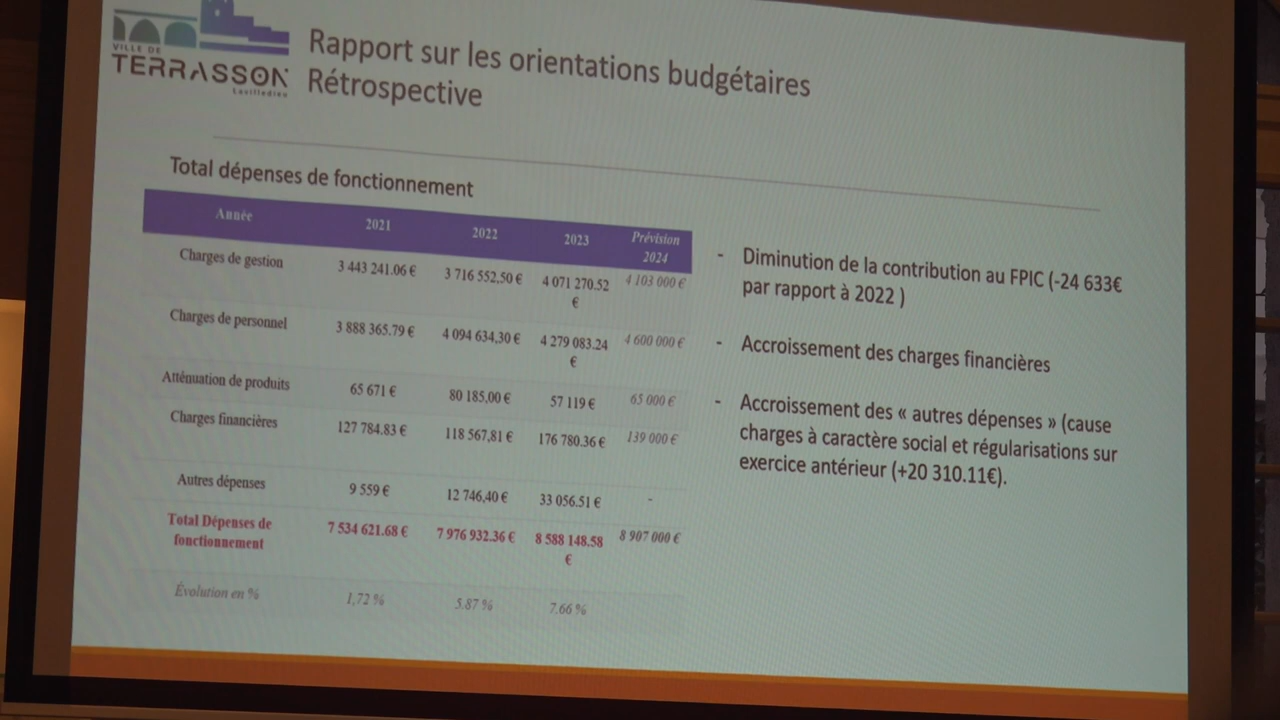 VILLE DE
TERRASSON
Lavilledieu
Rapport sur les orientations budgétaires
Rétrospective
Total dépenses de fonctionnement
Année 2021 2022 2023 Prévision
2024
Charges de gestion 3 443 241.06 € 3 716 552,50 € 4 071 270.52
€ 4 103 000 €
Charges de personnel 3 888 365.79 € 4 094 634,30 € 4 279 083.24
€ 4 600 000 €
Atténuation de produits 65 671 € 80 185,00 € 57 119 € 65 000 €
Charges financières 127 784.83 € 118 567,81 € 176 780.36 € 139 000 €
Autres dépenses 9 559 € 12 746,40 € 33 056.51 € -
Total Dépenses de
fonctionnement 7 534 621.68 € 7 976 932.36 € 8 588 148.58
€ 8 907 000 €
Évolution en % 1,72 % 5.87 % 7.66 %
- Diminution de la contribution au FPIC (-24 633€
par rapport à 2022 )
- Accroissement des charges financières
- Accroissement des « autres dépenses » (cause
charges à caractère social et régularisations sur
exercice antérieur (+20 310.11€).